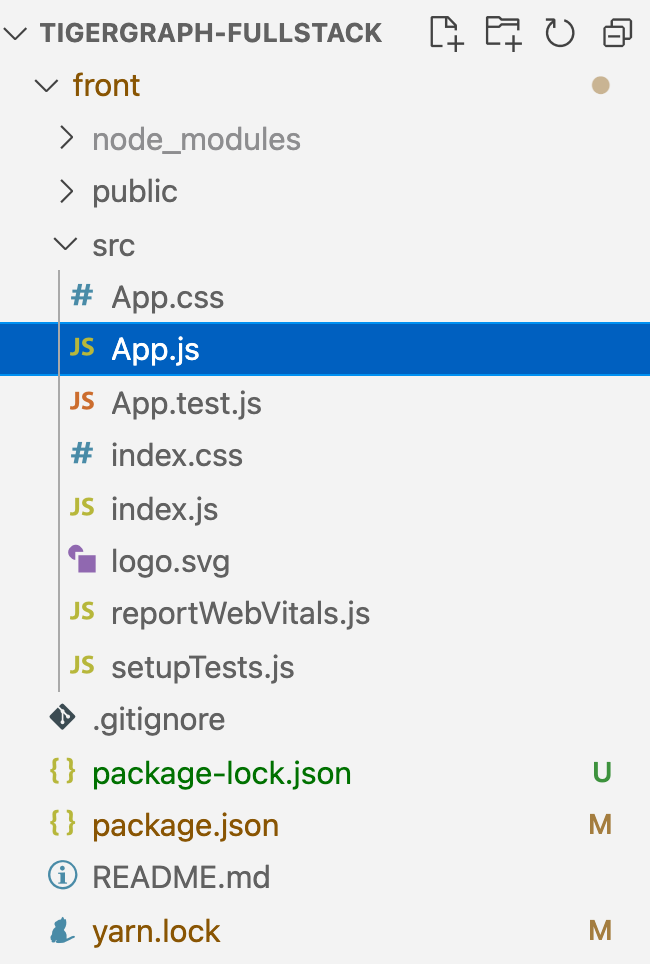 TIGERGRAPH-FULLSTACK
front
node_modules
public
src
# App.css
JS App.js
JS App.test.js
# index.css
JS index.js
logo.svg
JS reportWebVitals.js
JS setupTests.js
.gitignore
{} package-lock.json U
{} package.json M
README.md
yarn.lock M